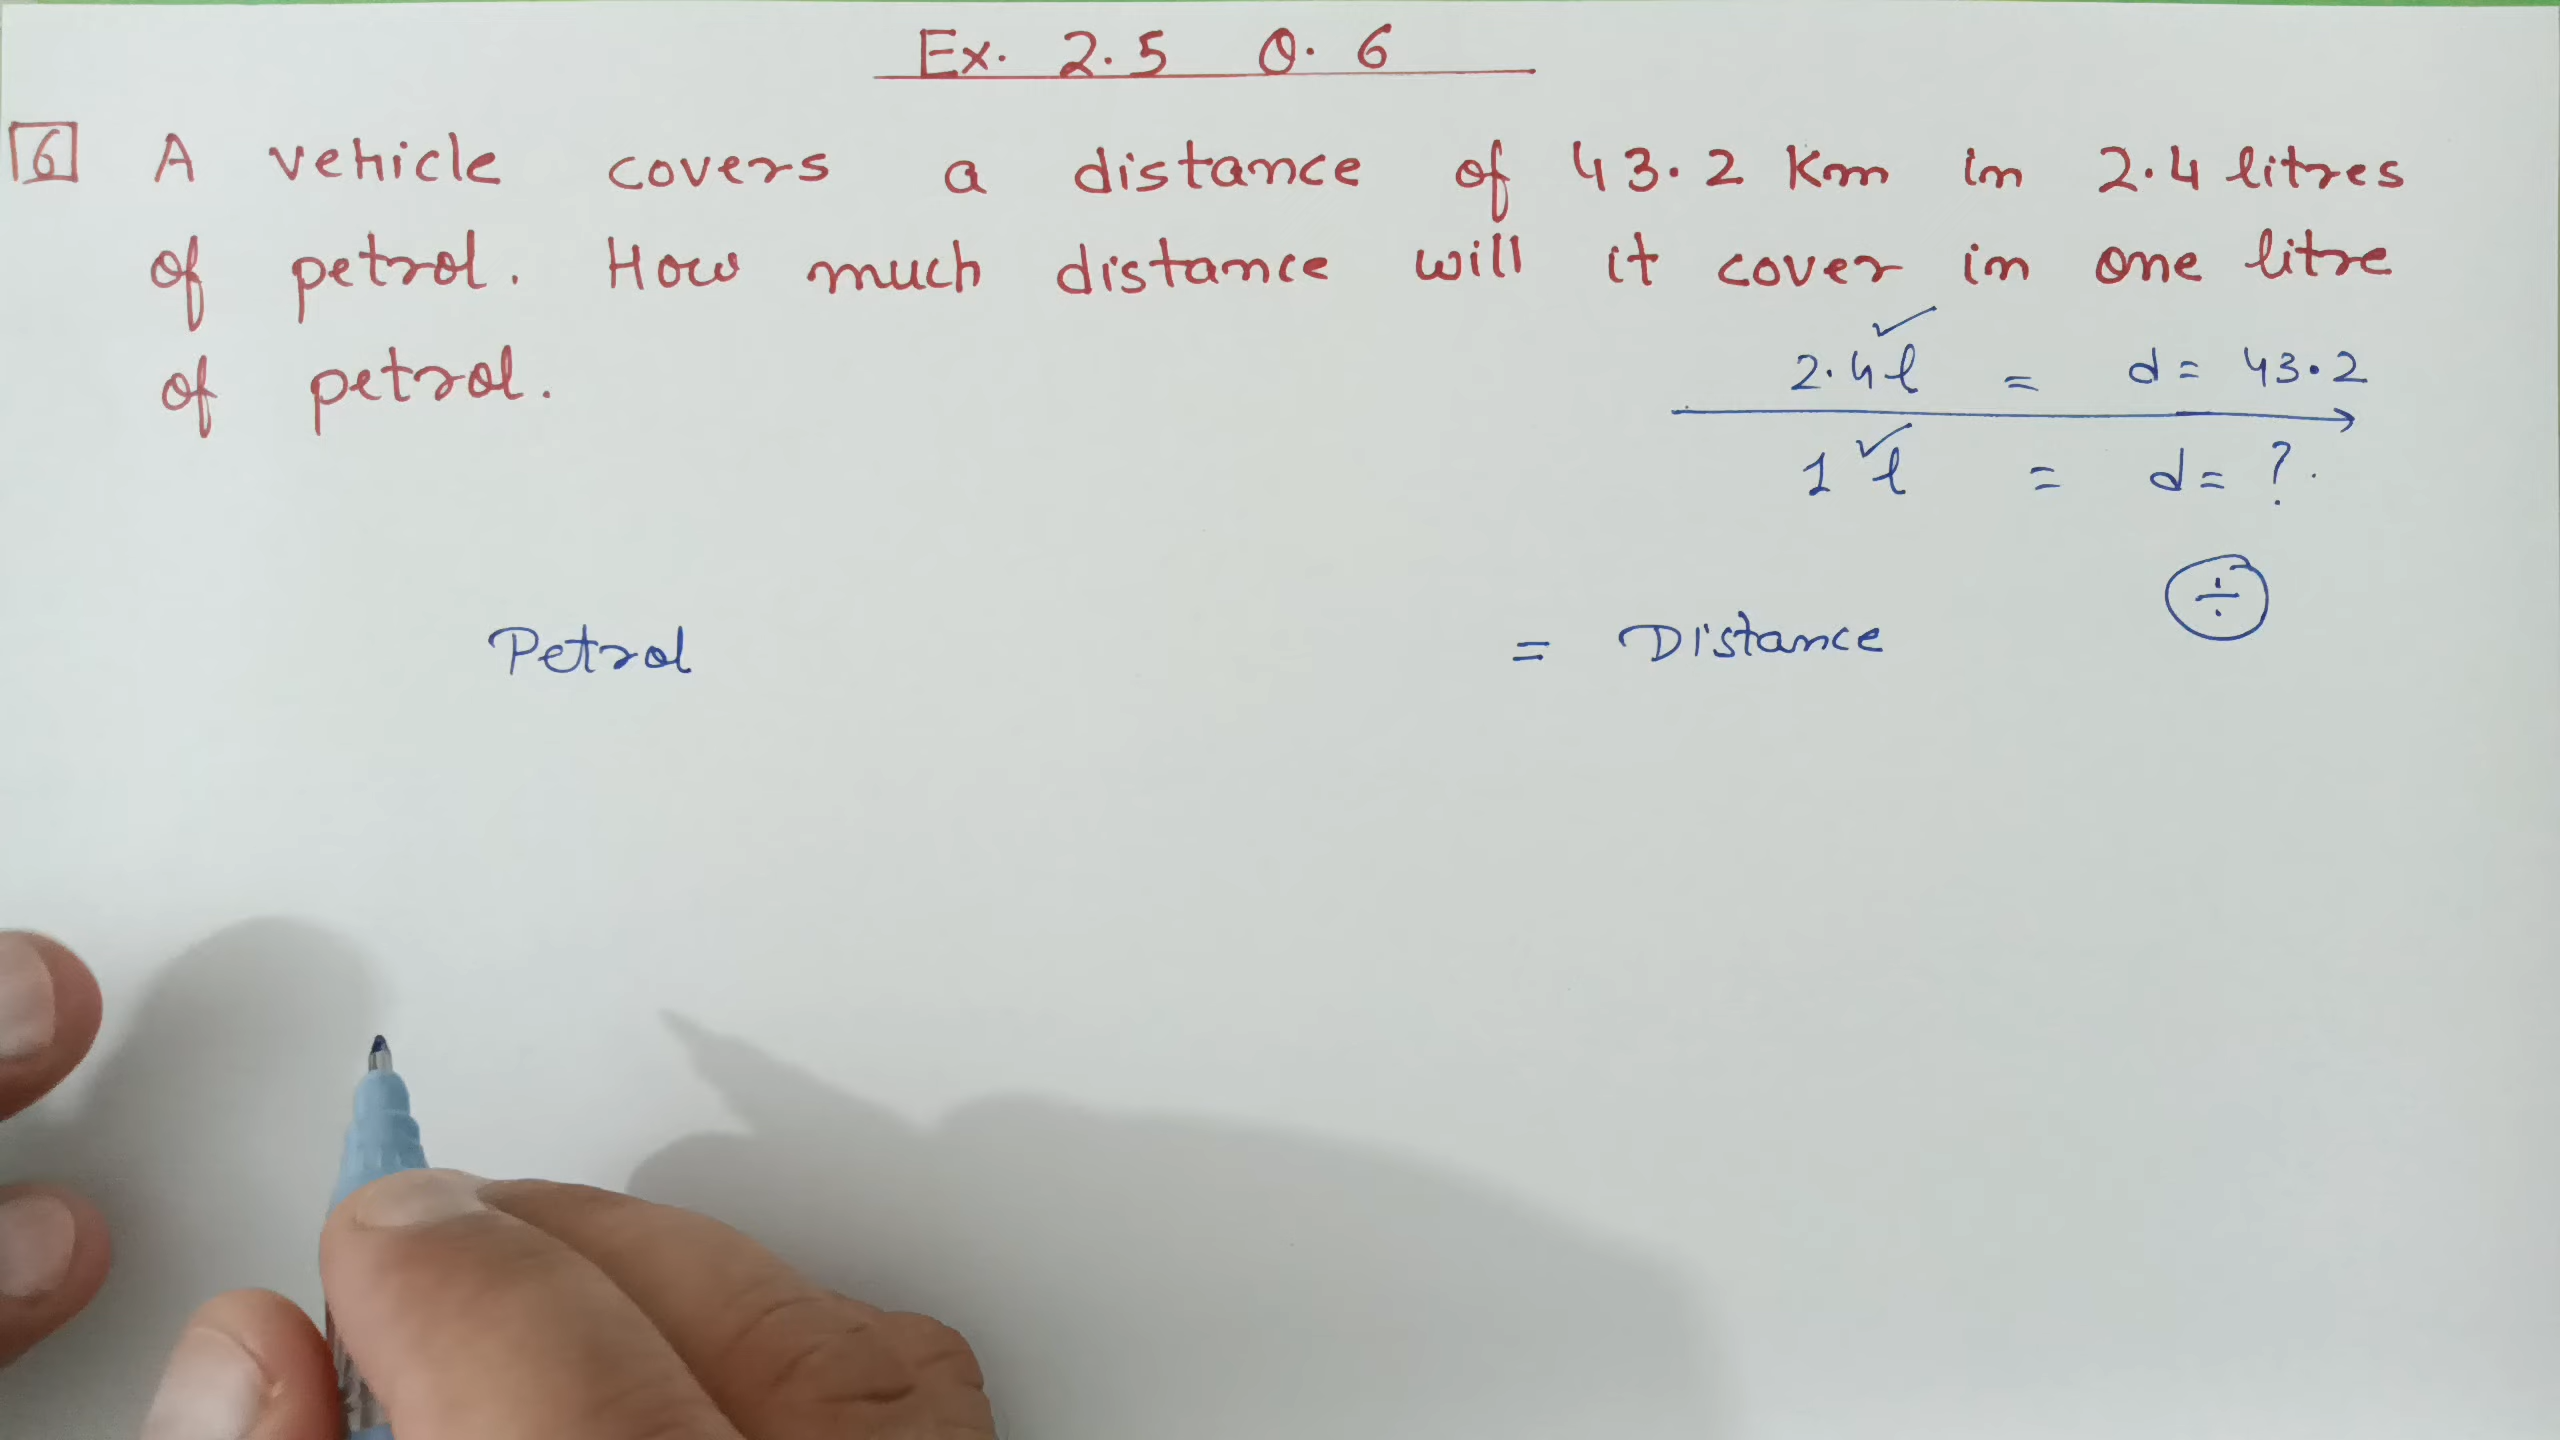 Ex. 2.5 Q. 6
6 A vehicle covers a distance of 43.2 Km in 2.4 litres
of petrol. How much distance will it cover in one litre
of petrol.
2.4 l = d = 43.2
1 l = d = ?
÷
Petrol = Distance